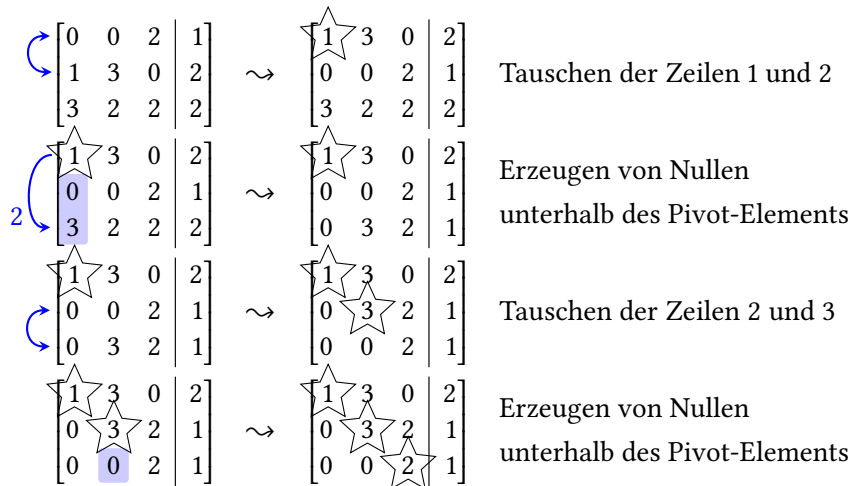 0 0 2 1 ⇝ 1 3 0 2
1 3 0 2 0 0 2 1 Tauschen der Zeilen 1 und 2
3 2 2 2 3 2 2 2
1 3 0 2 ⇝ 1 3 0 2 Erzeugen von Nullen
0 0 2 1 0 0 2 1
2 3 2 2 2 0 3 2 1 unterhalb des Pivot-Elements
1 3 0 2 ⇝ 1 3 0 2
0 0 2 1 0 3 2 1 Tauschen der Zeilen 2 und 3
0 3 2 1 0 0 2 1
1 3 0 2 ⇝ 1 3 0 2 Erzeugen von Nullen
0 3 2 1 0 3 2 1
0 0 2 1 0 0 2 1 unterhalb des Pivot-Elements